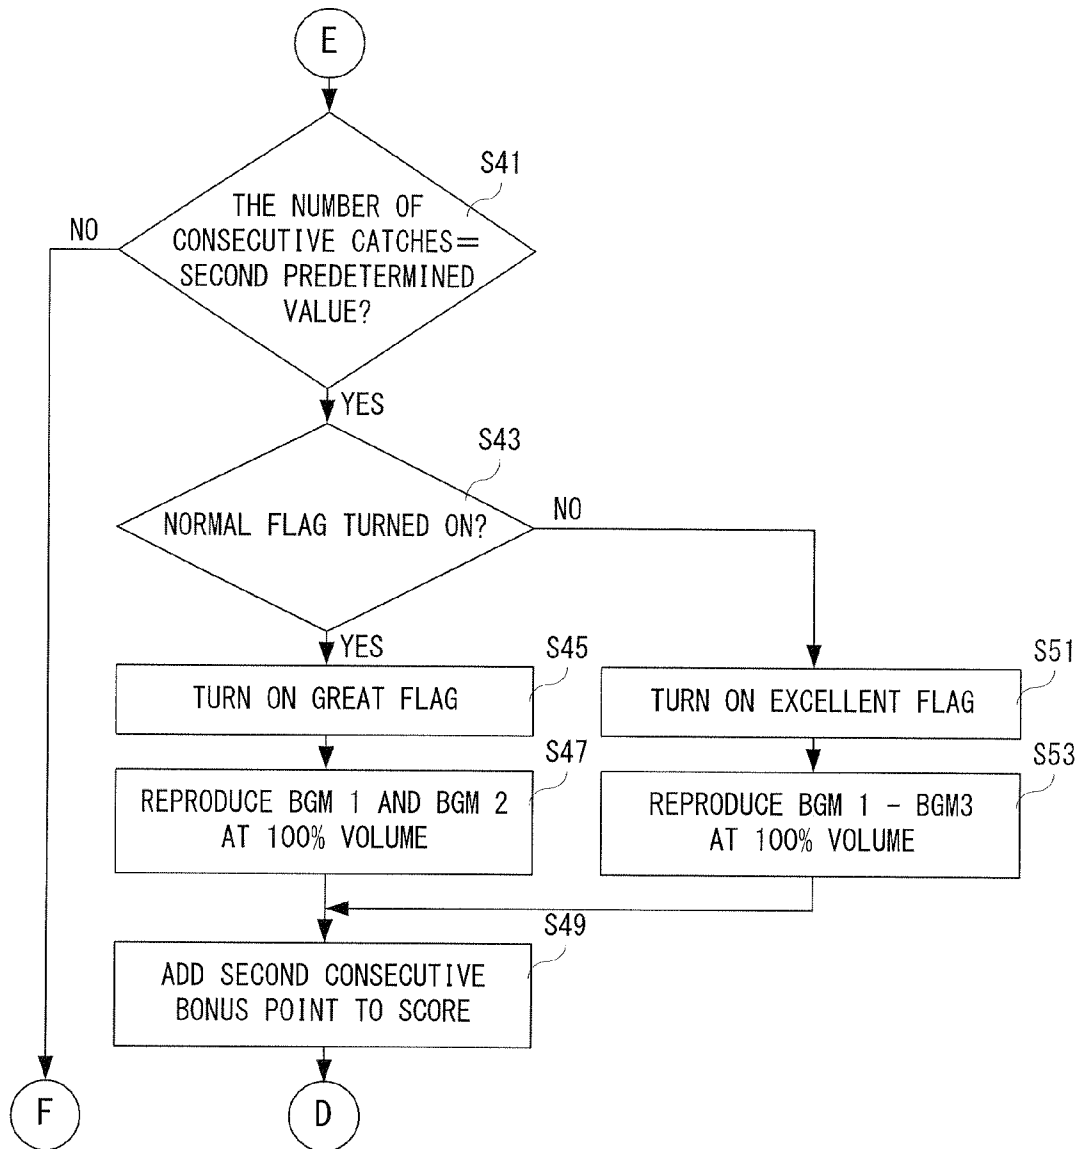 E
S41
THE NUMBER OF
CONSECUTIVE CATCHES=
SECOND PREDETERMINED
VALUE?
NO
YES
S43
NORMAL FLAG TURNED ON?
NO
YES
S45
TURN ON GREAT FLAG
S51
TURN ON EXCELLENT FLAG
S47
REPRODUCE BGM 1 AND BGM 2
AT 100% VOLUME
S53
REPRODUCE BGM 1 - BGM3
AT 100% VOLUME
S49
ADD SECOND CONSECUTIVE
BONUS POINT TO SCORE
F
D